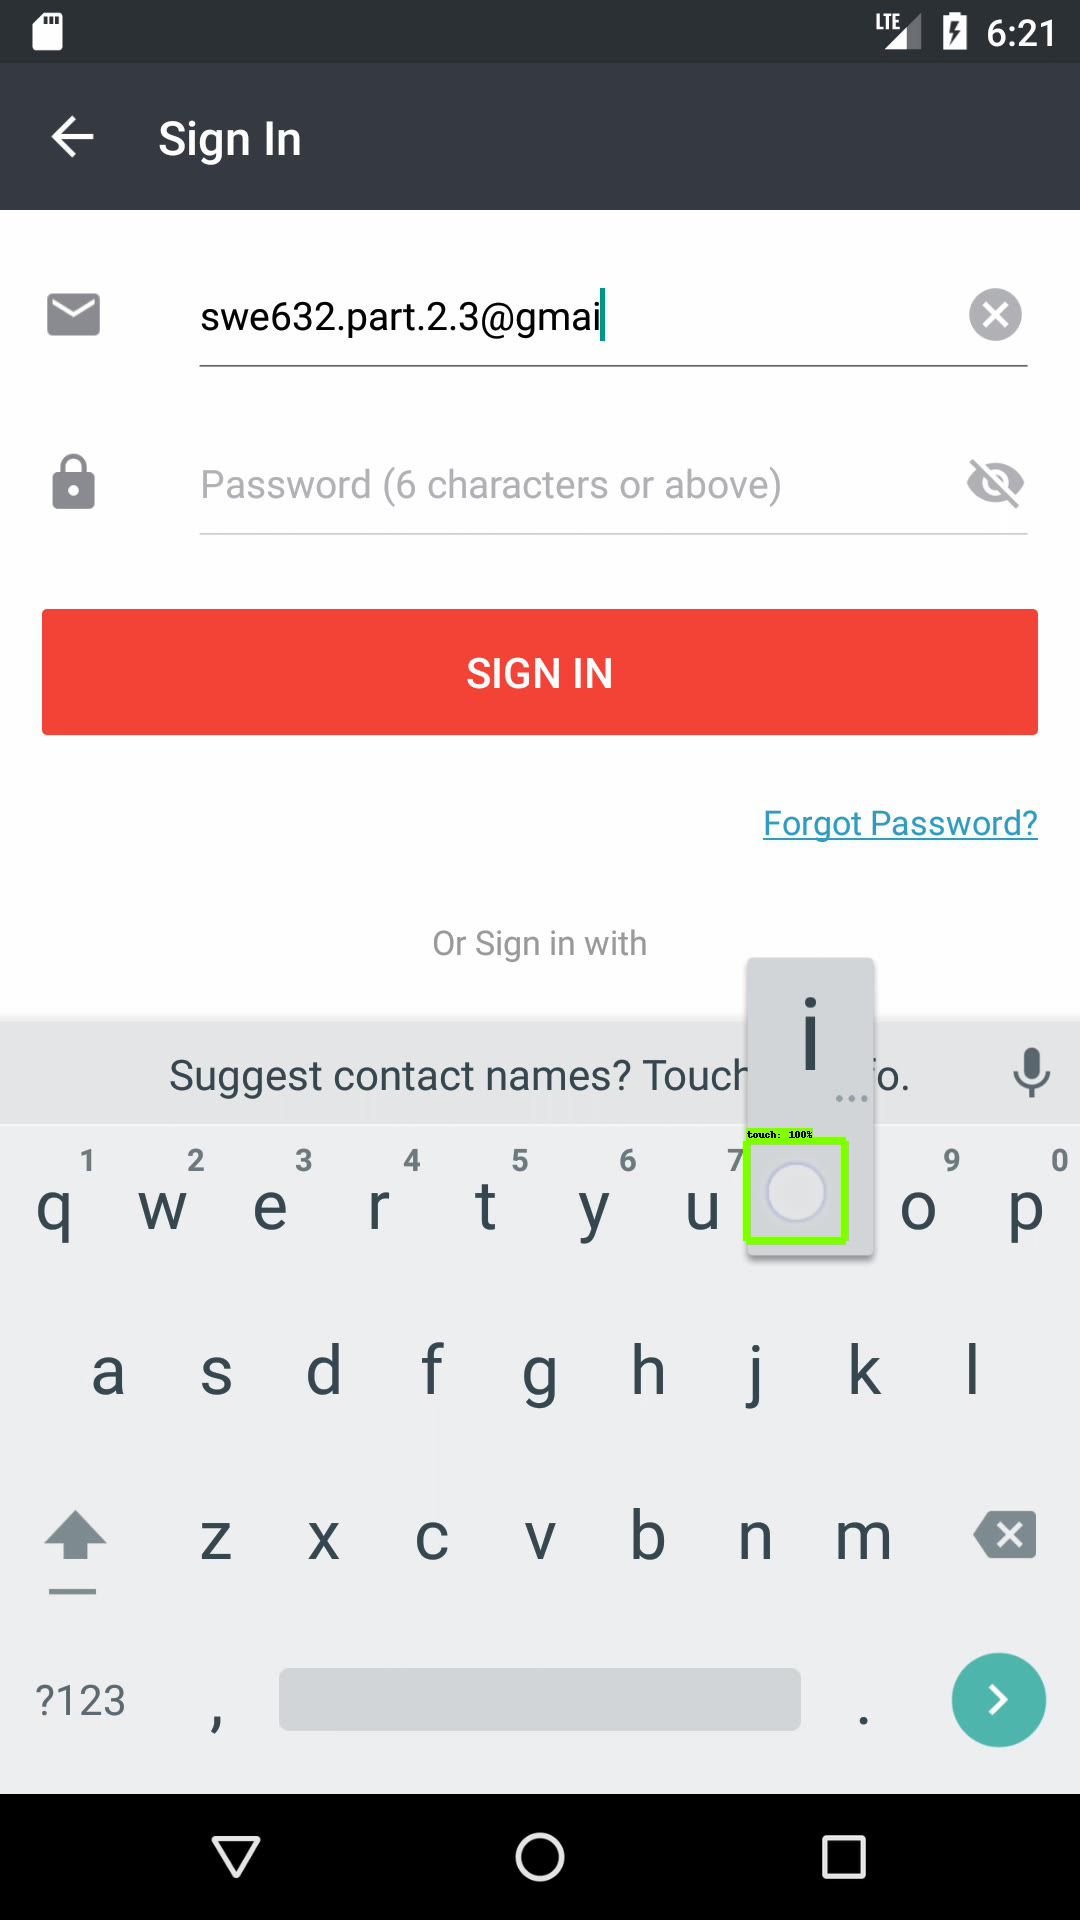 LTE 6:21
Sign In
swe632.part.2.3@gmai
Password (6 characters or above)
SIGN IN
Forgot Password?
Or Sign in with
i
Suggest contact names? Touch fo.
...
touch: 100%
1 2 3 4 5 6 7 9 0
q w e r t y u o p
a s d f g h j k l
z x c v b n m
?123 , .